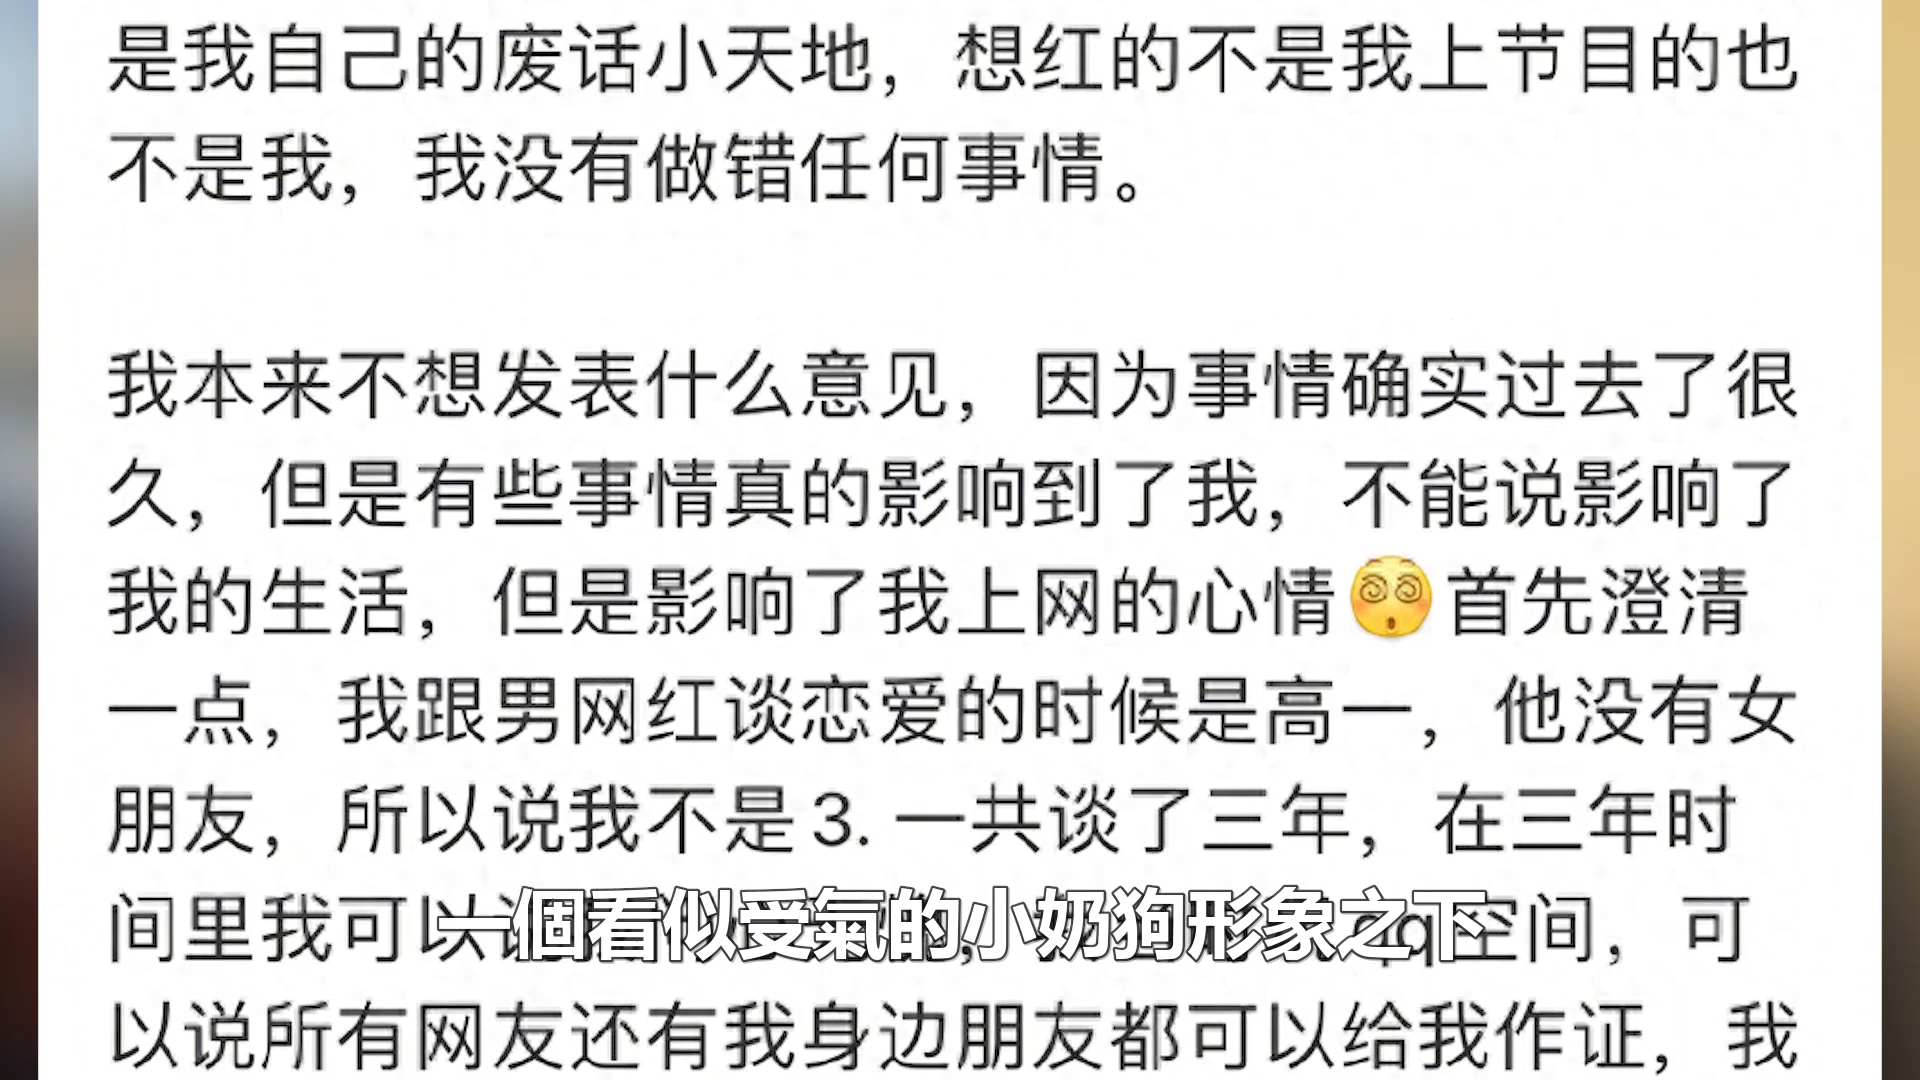 是我自己的废话小天地，想红的不是我上节目的也
不是我，我没有做错任何事情。
我本来不想发表什么意见，因为事情确实过去了很
久，但是有些事情真的影响到了我，不能说影响了
我的生活，但是影响了我上网的心情😵首先澄清
一点，我跟男网红谈恋爱的时候是高一，他没有女
朋友，所以说我不是3. 一共谈了三年，在三年时
间里我可以 qq空间，可
一個看似受氣的小奶狗形象之下
以说所有网友还有我身边朋友都可以给我作证，我